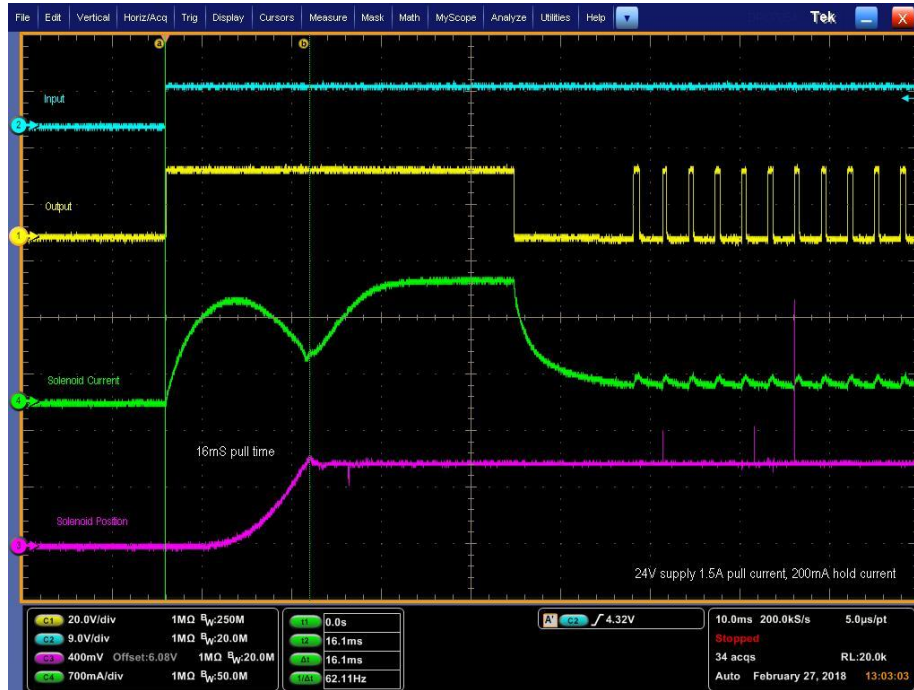 File Edit Vertical Horiz/Acq Trig Display Cursors Measure Mask Math MyScope Analyze Utilities Help Tek X
a b
Input
2
Output
1
Solenoid Current
4
16mS pull time
Solenoid Position
3
24V supply 1.5A pull current, 200mA hold current
C1 20.0V/div 1MΩ BW:250M
C2 9.0V/div 1MΩ BW:20.0M
C3 400mV Offset:6.08V 1MΩ BW:20.0M
C4 700mA/div 1MΩ BW:50.0M
t1 0.0s
t2 16.1ms
Δt 16.1ms
1/Δt 62.11Hz
A' C2 4.32V
10.0ms 200.0kS/s 5.0µs/pt
Stopped
34 acqs RL:20.0k
Auto February 27, 2018 13:03:03